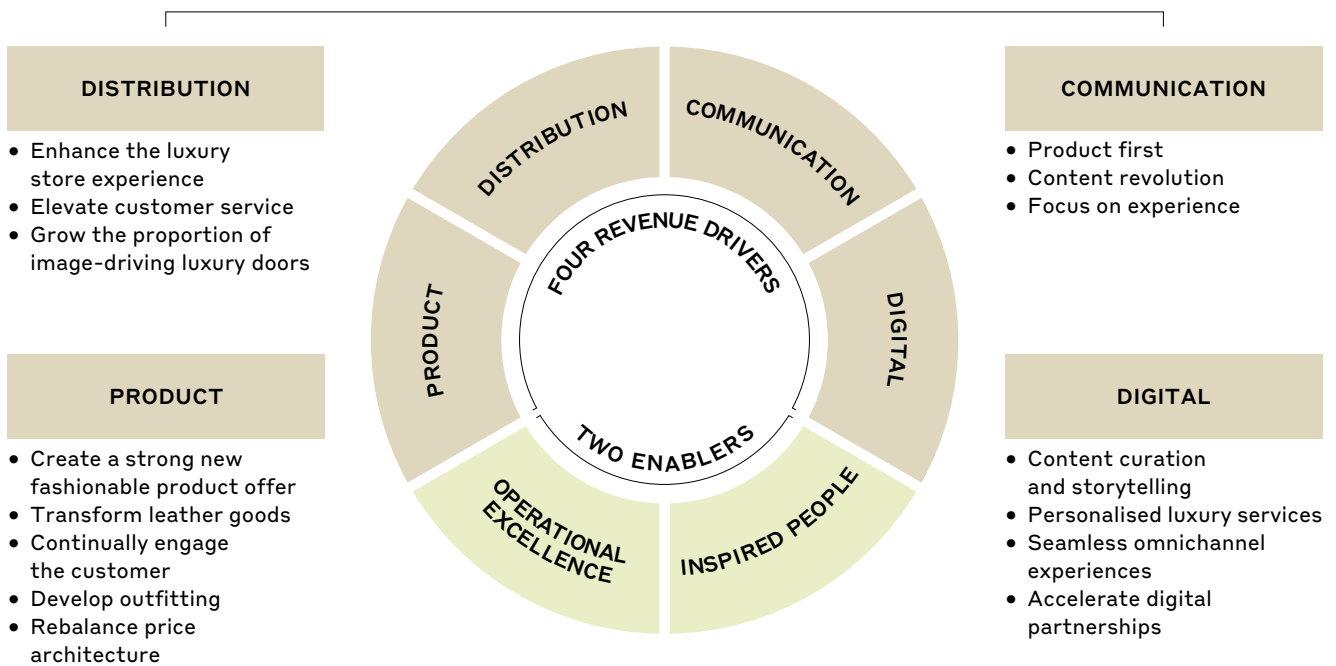 DISTRIBUTION
• Enhance the luxury
store experience
• Elevate customer service
• Grow the proportion of
image-driving luxury doors
PRODUCT
• Create a strong new
fashionable product offer
• Transform leather goods
• Continually engage
the customer
• Develop outfitting
• Rebalance price
architecture
DISTRIBUTION
COMMUNICATION
PRODUCT
DIGITAL
FOUR REVENUE DRIVERS
TWO ENABLERS
OPERATIONAL
EXCELLENCE
INSPIRED PEOPLE
COMMUNICATION
• Product first
• Content revolution
• Focus on experience
DIGITAL
• Content curation
and storytelling
• Personalised luxury services
• Seamless omnichannel
experiences
• Accelerate digital
partnerships